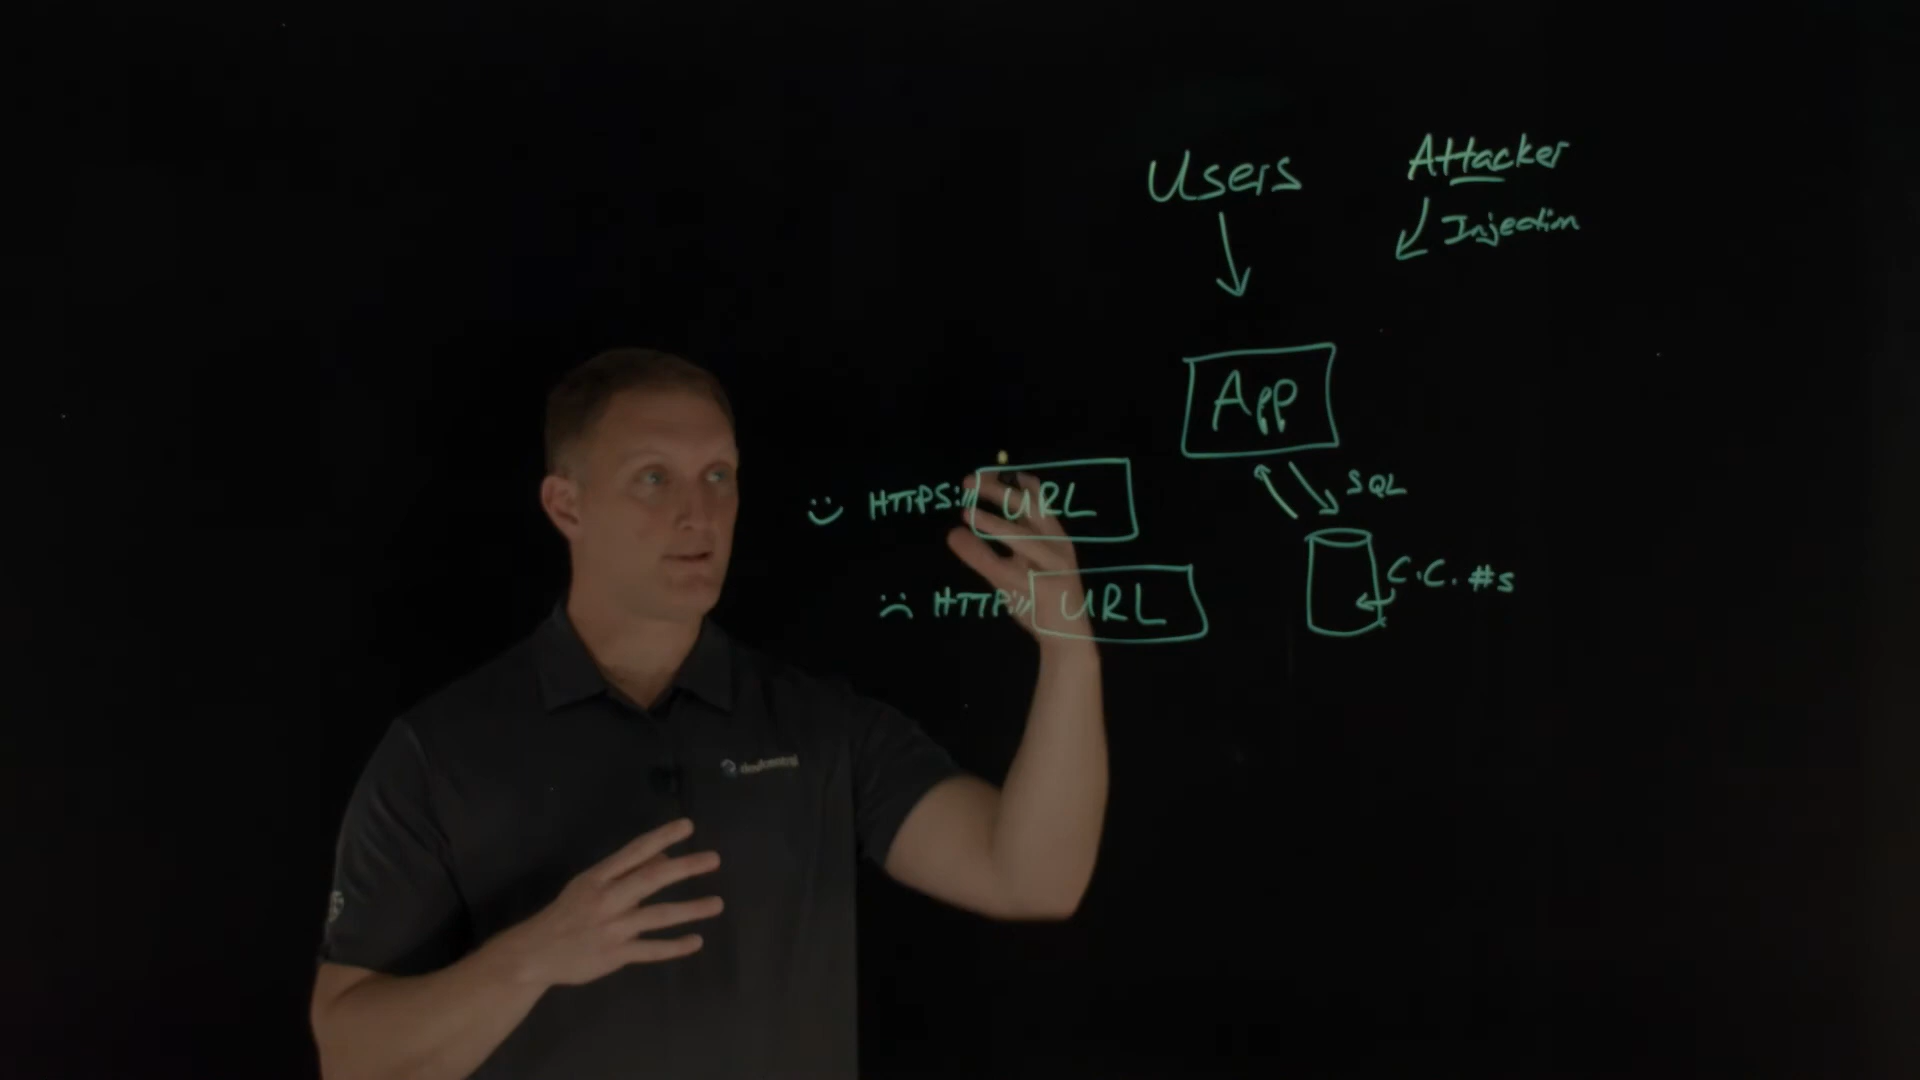 Users
Attacker
Injection
App
SQL
HTTPS:// URL
C.C. #s
HTTP:// URL